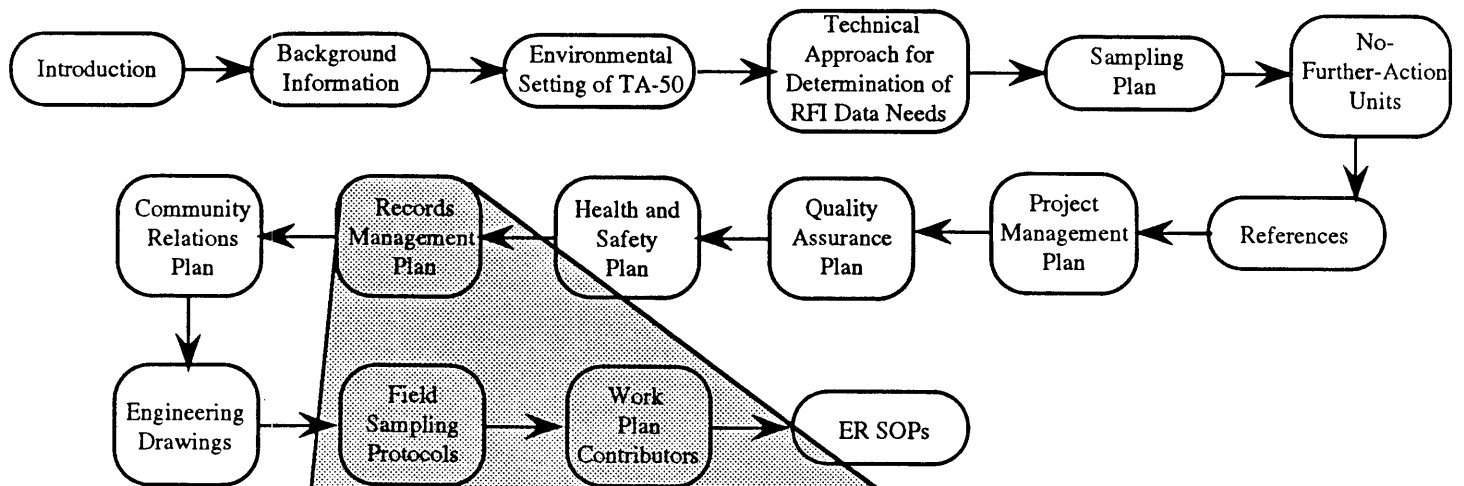 Introduction
Background
Information
Environmental
Setting of TA-50
Technical
Approach for
Determination of
RFI Data Needs
Sampling
Plan
No-
Further-Action
Units
References
Project
Management
Plan
Quality
Assurance
Plan
Health and
Safety
Plan
Records
Management
Plan
Community
Relations
Plan
Engineering
Drawings
Field
Sampling
Protocols
Work
Plan
Contributors
ER SOPs